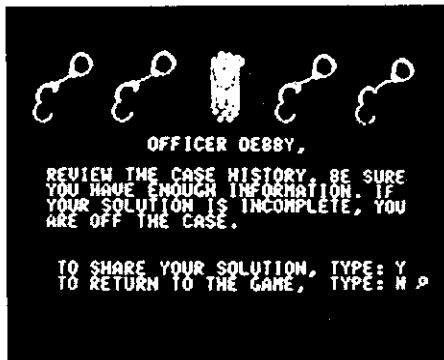 OFFICER DEBBY,
REVIEW THE CASE HISTORY. BE SURE
YOU HAVE ENOUGH INFORMATION. IF
YOUR SOLUTION IS INCOMPLETE, YOU
ARE OFF THE CASE.
TO SHARE YOUR SOLUTION, TYPE: Y
TO RETURN TO THE GAME, TYPE: N